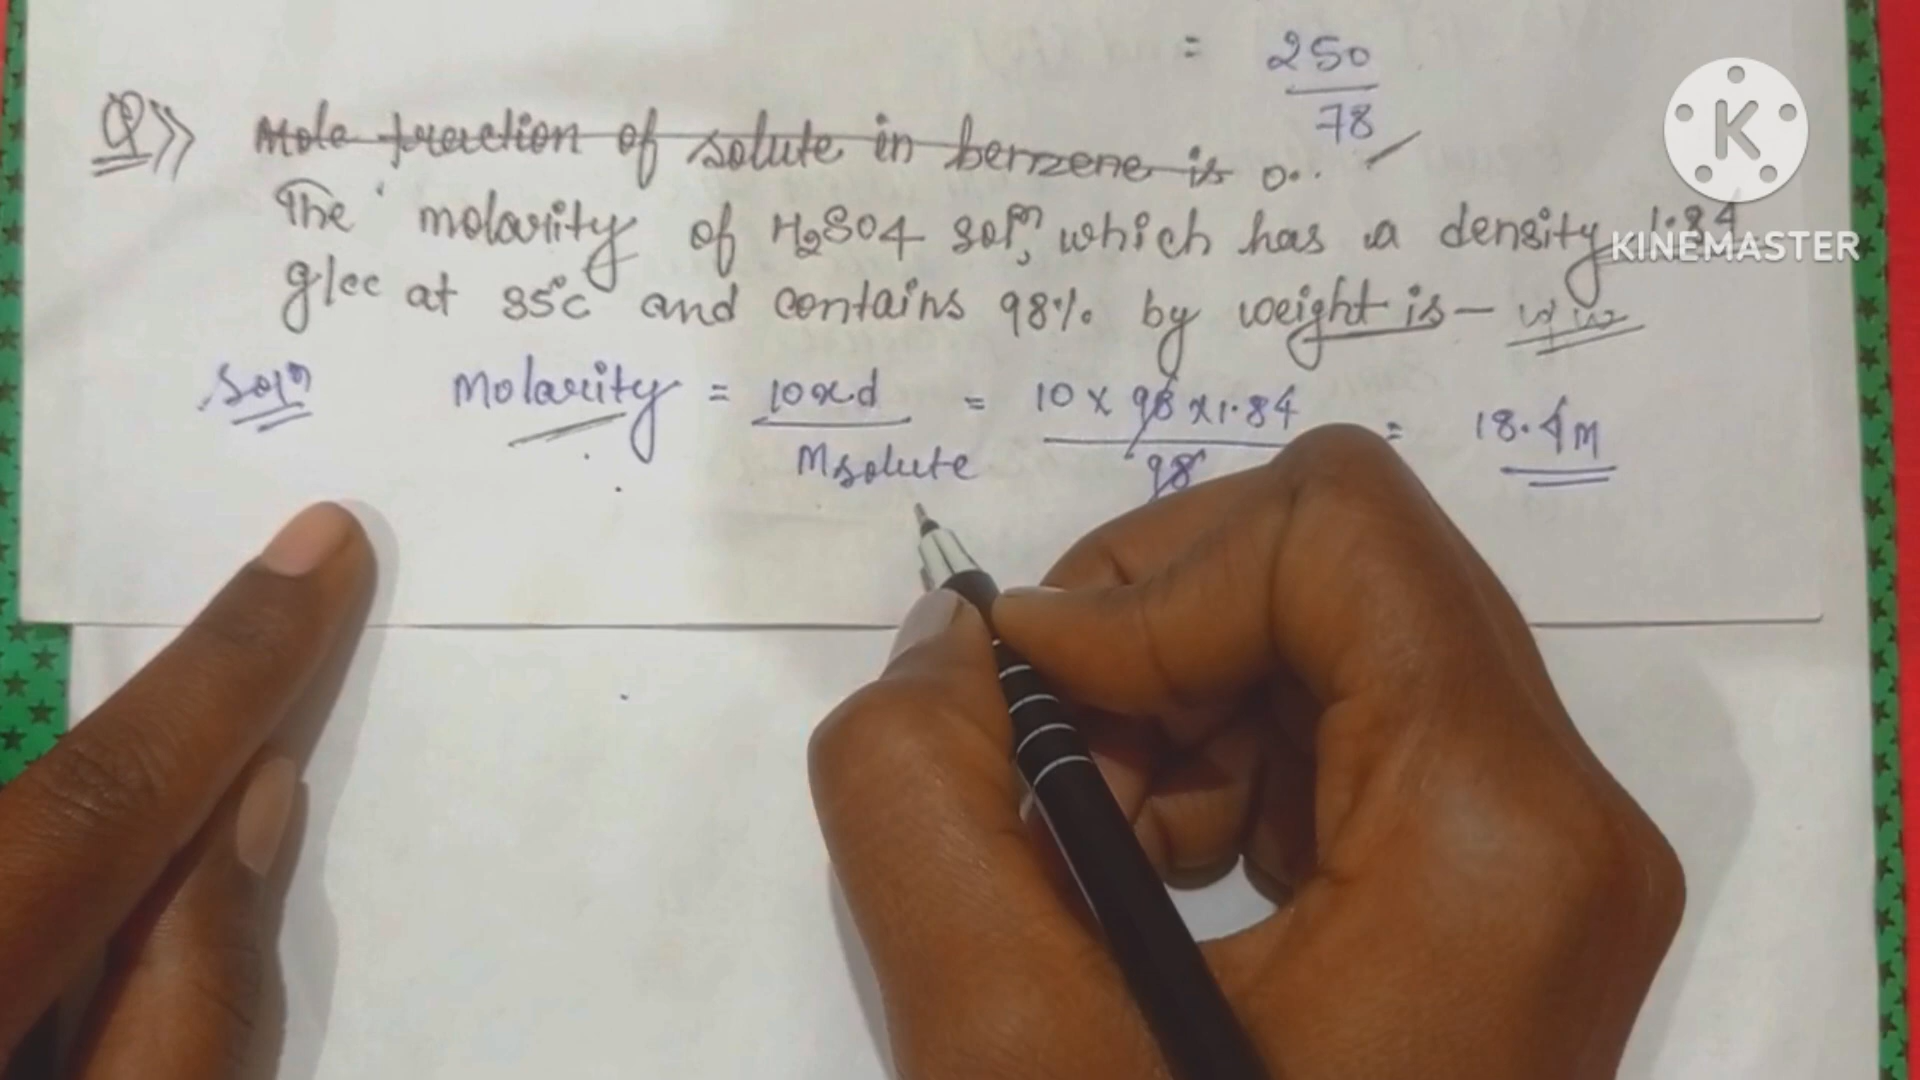 = 250
78
Q>> Mole fraction of solute in benzene is 0..
The molarity of H2SO4 solⁿ, which has a density 1.84
g/cc at 35°C and contains 98% by weight is — w/w
Solⁿ Molarity = 10xd = 10 x 98 x 1.84 = 18.4M
Msolute 98
K
KINEMASTER